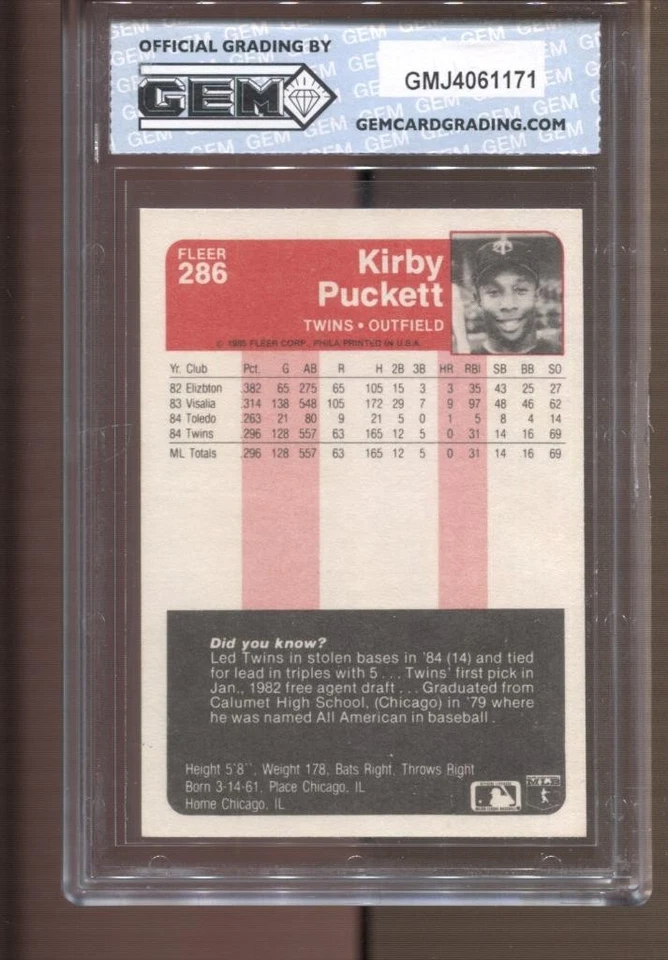 OFFICIAL GRADING BY
GEM
GMJ4061171
GEMCARDGRADING.COM
FLEER
286
Kirby
Puckett
TWINS • OUTFIELD
© 1985 FLEER CORP., PHILA PRINTED IN U.S.A.
Yr. Club Pct. G AB R H 2B 3B HR RBI SB BB SO
82 Elizbton .382 65 275 65 105 15 3 3 35 43 25 27
83 Visalia .314 138 548 105 172 29 7 9 97 48 46 62
84 Toledo .263 21 80 9 21 5 0 1 5 8 4 14
84 Twins .296 128 557 63 165 12 5 0 31 14 16 69
ML Totals .296 128 557 63 165 12 5 0 31 14 16 69
Did you know?
Led Twins in stolen bases in '84 (14) and tied
for lead in triples with 5 . . . Twins' first pick in
Jan., 1982 free agent draft . . . Graduated from
Calumet High School, (Chicago) in '79 where
he was named All American in baseball.
Height 5'8'', Weight 178, Bats Right, Throws Right
Born 3-14-61, Place Chicago, IL
Home Chicago, IL